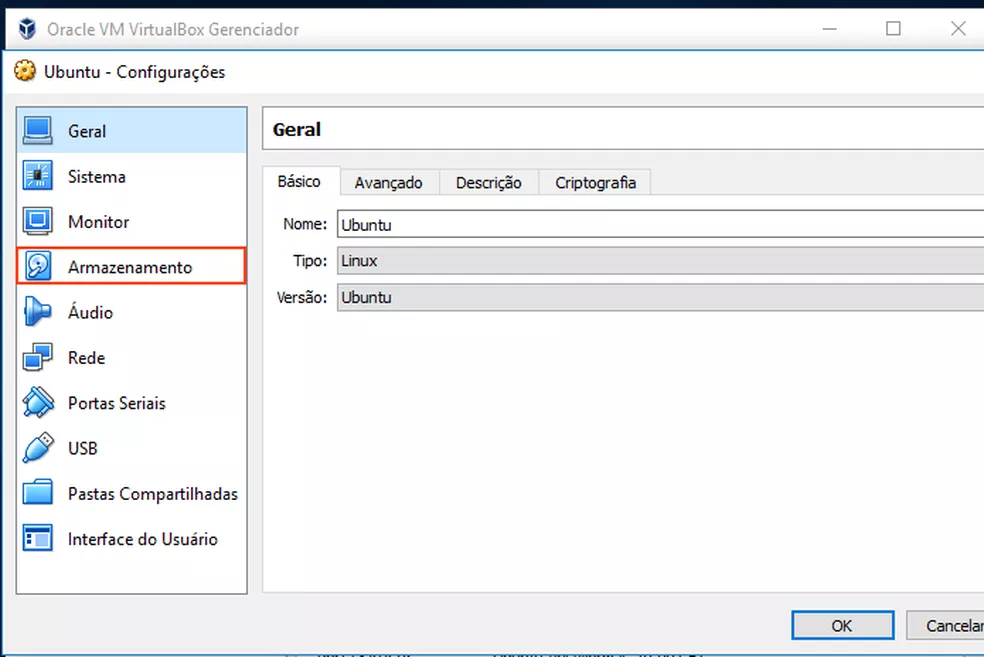 Oracle VM VirtualBox Gerenciador
Ubuntu - Configurações
Geral
Sistema
Monitor
Armazenamento
Áudio
Rede
Portas Seriais
USB
Pastas Compartilhadas
Interface do Usuário
Geral
Básico Avançado Descrição Criptografia
Nome: Ubuntu
Tipo: Linux
Versão: Ubuntu
OK Cancelar